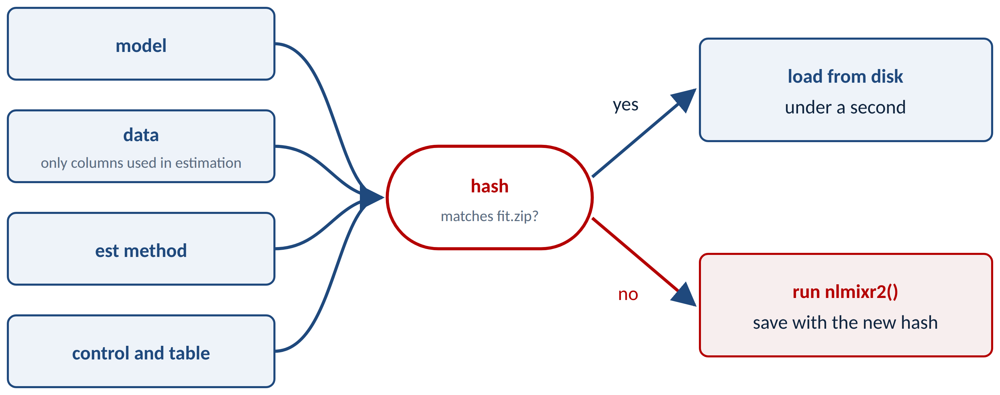 model
data
only columns used in estimation
est method
control and table
hash
matches fit.zip?
yes
no
load from disk
under a second
run nlmixr2()
save with the new hash